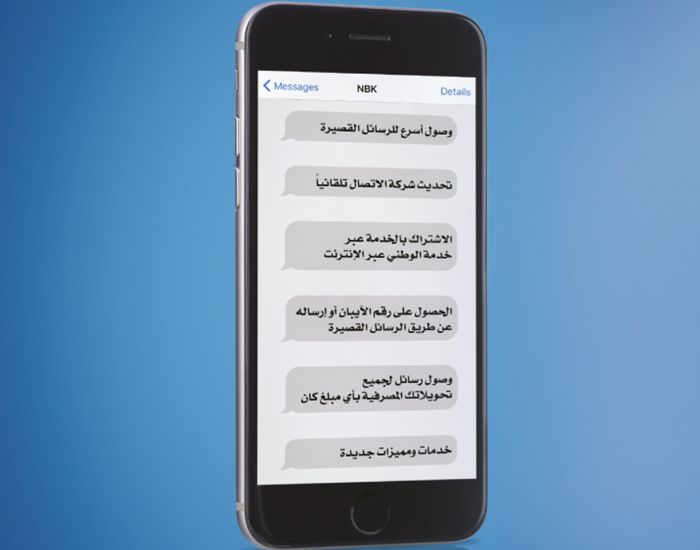 Messages
NBK
Details
وصول أسرع للرسائل القصيرة
تحديث شركة الاتصال تلقائياً
الاشتراك بالخدمة عبر
خدمة الوطني عبر الإنترنت
الحصول على رقم الآيبان أو إرساله
عن طريق الرسائل القصيرة
وصول رسائل لجميع
تحويلاتك المصرفية بأي مبلغ كان
خدمات ومميزات جديدة